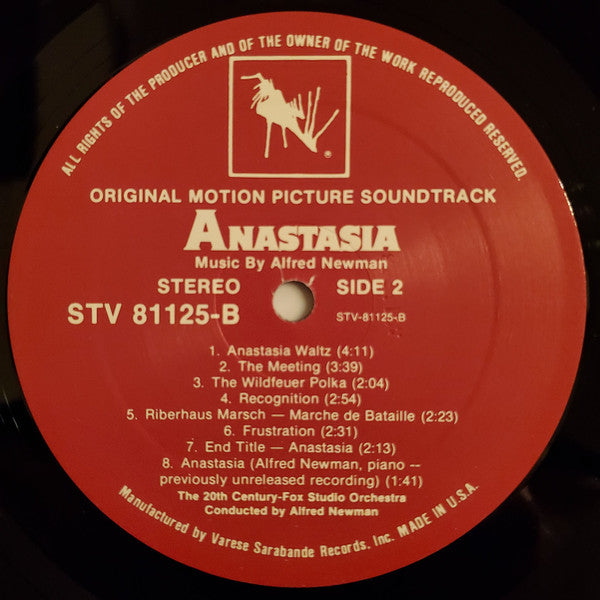 ALL RIGHTS OF THE PRODUCER AND OF THE OWNER OF THE WORK REPRODUCED RESERVED.
®
ORIGINAL MOTION PICTURE SOUNDTRACK
ANASTASIA
Music By Alfred Newman
STEREO SIDE 2
STV 81125-B STV-81125-B
1. Anastasia Waltz (4:11)
2. The Meeting (3:39)
3. The Wildfeuer Polka (2:04)
4. Recognition (2:54)
5. Riberhaus Marsch — Marche de Bataille (2:23)
6. Frustration (2:31)
7. End Title — Anastasia (2:13)
8. Anastasia (Alfred Newman, piano --
previously unreleased recording) (1:41)
The 20th Century-Fox Studio Orchestra
Conducted by Alfred Newman
Manufactured by Varese Sarabande Records, Inc. MADE IN U.S.A.